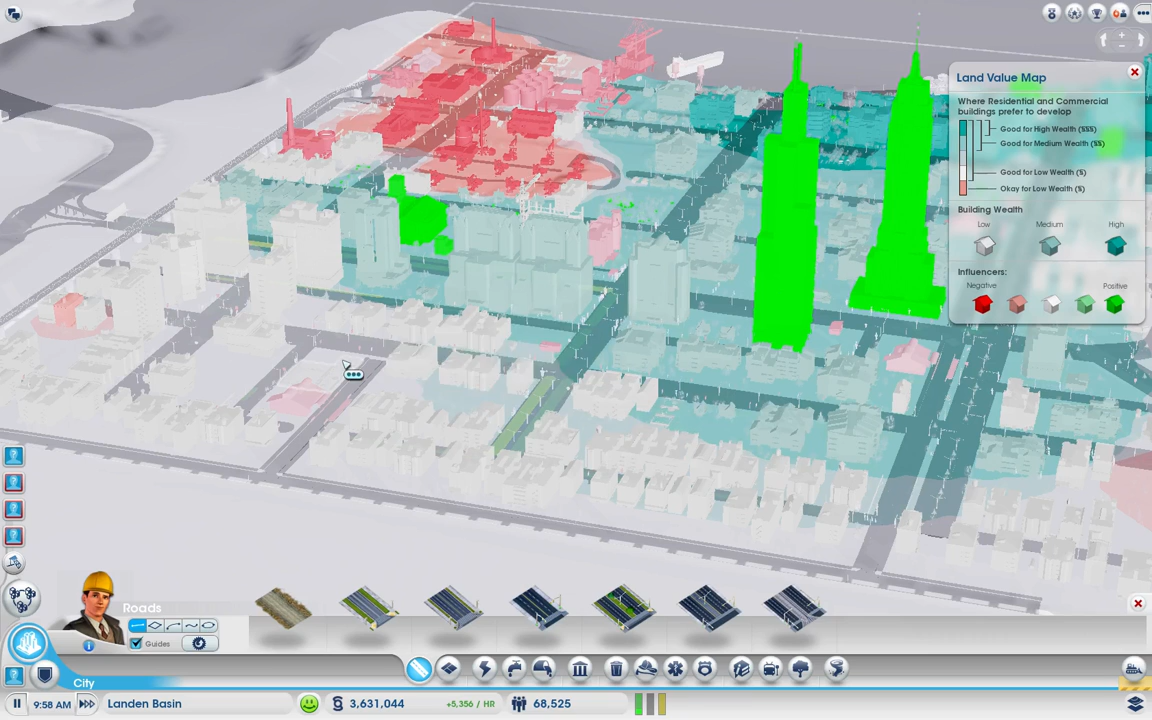 Land Value Map
Where Residential and Commercial
buildings prefer to develop
Good for High Wealth ($$$)
Good for Medium Wealth ($$)
Good for Low Wealth ($)
Okay for Low Wealth ($)
Building Wealth
Low Medium High
Influencers:
Negative Positive
Roads
Guides
City
9:58 AM Landen Basin 3,631,044 +5,356 / HR 68,525